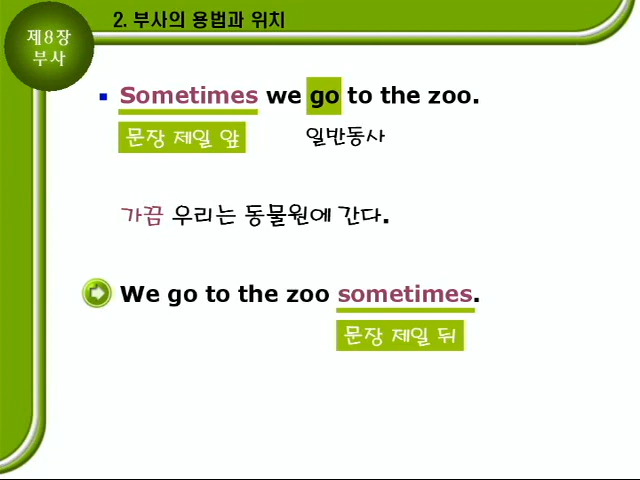 제8장
부사
2. 부사의 용법과 위치
Sometimes we go to the zoo.
문장 제일 앞 일반동사
가끔 우리는 동물원에 간다.
We go to the zoo sometimes.
문장 제일 뒤